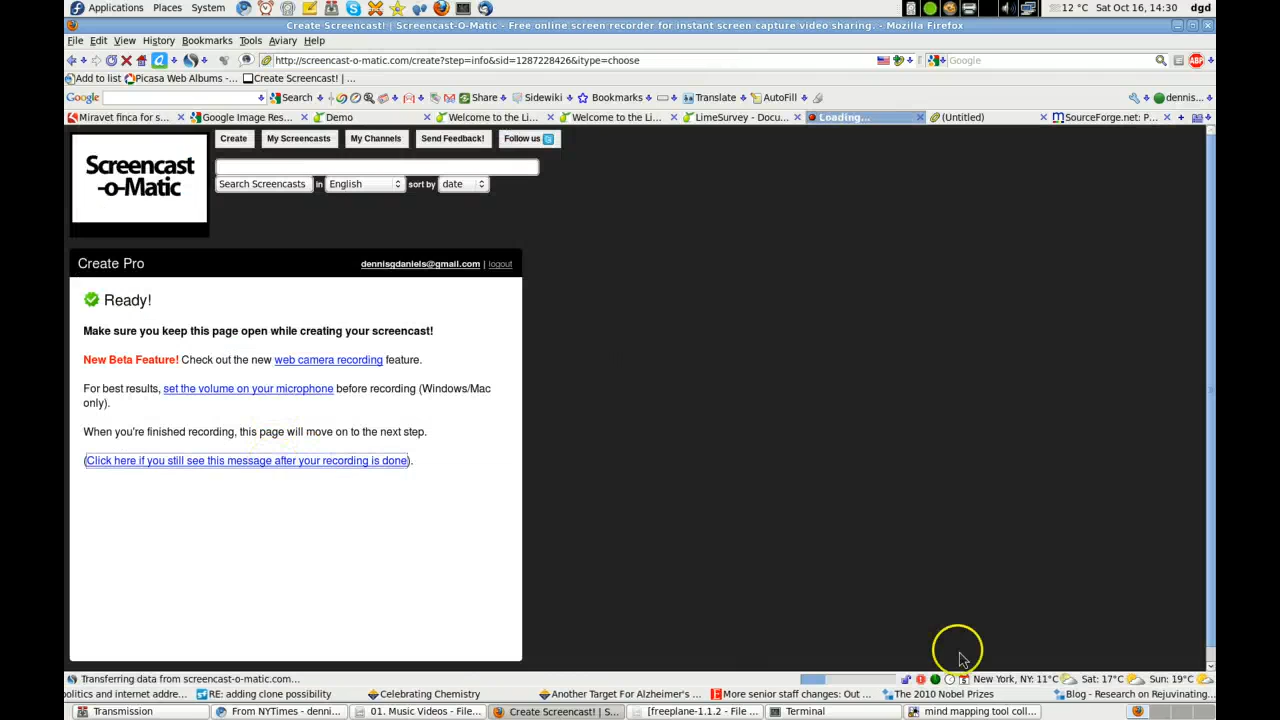 Applications Places System 12 °C Sat Oct 16, 14:30 dgd
Create Screencast! | Screencast-O-Matic - Free online screen recorder for instant screen capture video sharing. - Mozilla Firefox
File Edit View History Bookmarks Tools Aviary Help
http://screencast-o-matic.com/create?step=info&sid=1287228426&itype=choose Google
Add to list Picasa Web Albums -... Create Screencast! | ...
Google Search Share Sidewiki Bookmarks Translate AutoFill dennis...
Miravet finca for s... Google Image Res... Demo Welcome to the Li... Welcome to the Li... LimeSurvey - Docu... Loading... (Untitled) SourceForge.net: P...
Create My Screencasts My Channels Send Feedback! Follow us
Screencast
-o-Matic
Search Screencasts in English sort by date
Create Pro dennisgdaniels@gmail.com | logout
Ready!
Make sure you keep this page open while creating your screencast!
New Beta Feature! Check out the new web camera recording feature.
For best results, set the volume on your microphone before recording (Windows/Mac
only).
When you're finished recording, this page will move on to the next step.
(Click here if you still see this message after your recording is done).
Transferring data from screencast-o-matic.com... New York, NY: 11°C Sat: 17°C Sun: 19°C
politics and internet addre... RE: adding clone possibility Celebrating Chemistry Another Target For Alzheimer's ... More senior staff changes: Out ... The 2010 Nobel Prizes Blog - Research on Rejuvinating...
Transmission From NYTimes - denni... 01. Music Videos - File... Create Screencast! | S... [freeplane-1.1.2 - File ... Terminal mind mapping tool coll...